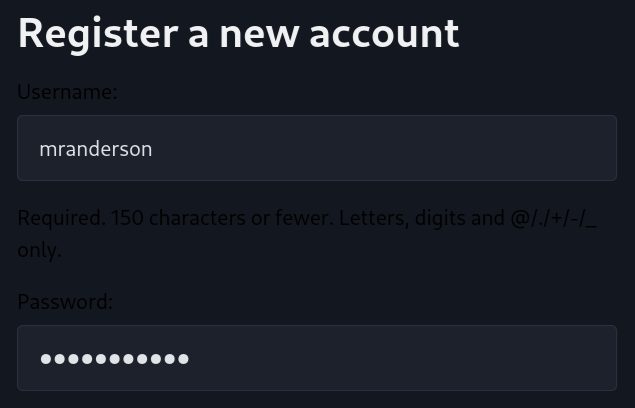 Register a new account
Username:
mranderson
Required. 150 characters or fewer. Letters, digits and @/./+/-/_
only.
Password:
●●●●●●●●●●●